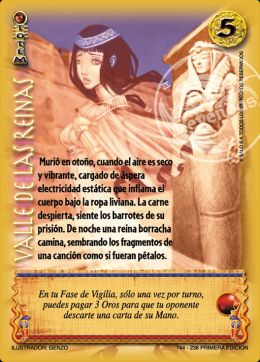 5
VALLE DE LAS REINAS
Murió en otoño, cuando el aire es seco
y vibrante, cargado de áspera
electricidad estática que inflama el
cuerpo bajo la ropa liviana. La carne
despierta, siente los barrotes de su
prisión. De noche una reina borracha
camina, sembrando los fragmentos de
una canción como si fueran pétalos.
En tu Fase de Vigilia, sólo una vez por turno,
puedes pagar 3 Oros para que tu oponente
descarte una carta de su Mano.
ILUSTRADOR: GENZO
144 - 236 PRIMERA EDICION